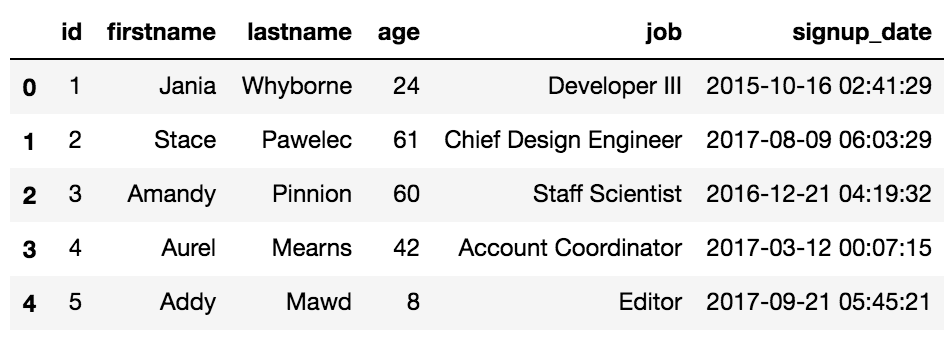 id firstname lastname age job signup_date
0 1 Jania Whyborne 24 Developer III 2015-10-16 02:41:29
1 2 Stace Pawelec 61 Chief Design Engineer 2017-08-09 06:03:29
2 3 Amandy Pinnion 60 Staff Scientist 2016-12-21 04:19:32
3 4 Aurel Mearns 42 Account Coordinator 2017-03-12 00:07:15
4 5 Addy Mawd 8 Editor 2017-09-21 05:45:21